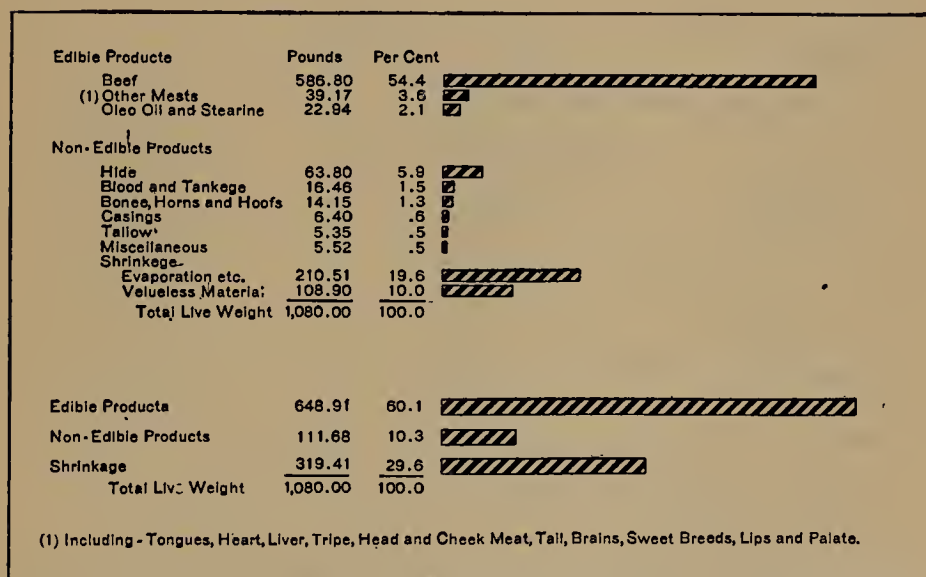 Edible Producte Pounds Per Cent
Beef 586.80 54.4
(1) Other Meats 39.17 3.6
Oleo Oil and Stearine 22.94 2.1
Non-Edible Products
Hide 63.80 5.9
Blood and Tankege 16.46 1.5
Bonee, Horns and Hoofs 14.15 1.3
Casings 6.40 .6
Tallow 5.35 .5
Miscellaneous 5.52 .5
Shrinkege
Evaporation etc. 210.51 19.6
Velueless Material 108.90 10.0
Total Live Weight 1,080.00 100.0
Edible Producta 648.91 60.1
Non-Edible Products 111.68 10.3
Shrinkage 319.41 29.6
Total Live Weight 1,080.00 100.0
(1) Including - Tongues, Heart, Liver, Tripe, Head and Cheek Meat, Tail, Brains, Sweet Breeds, Lips and Palate.